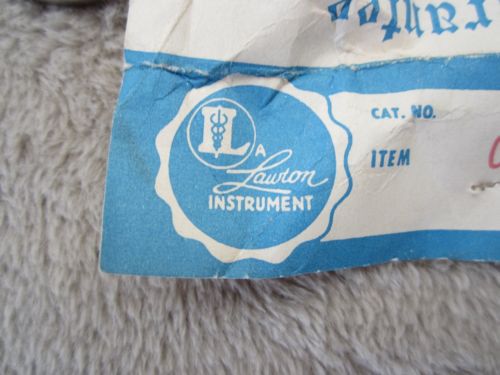 L
A
Lawton
INSTRUMENT
CAT. NO.
ITEM